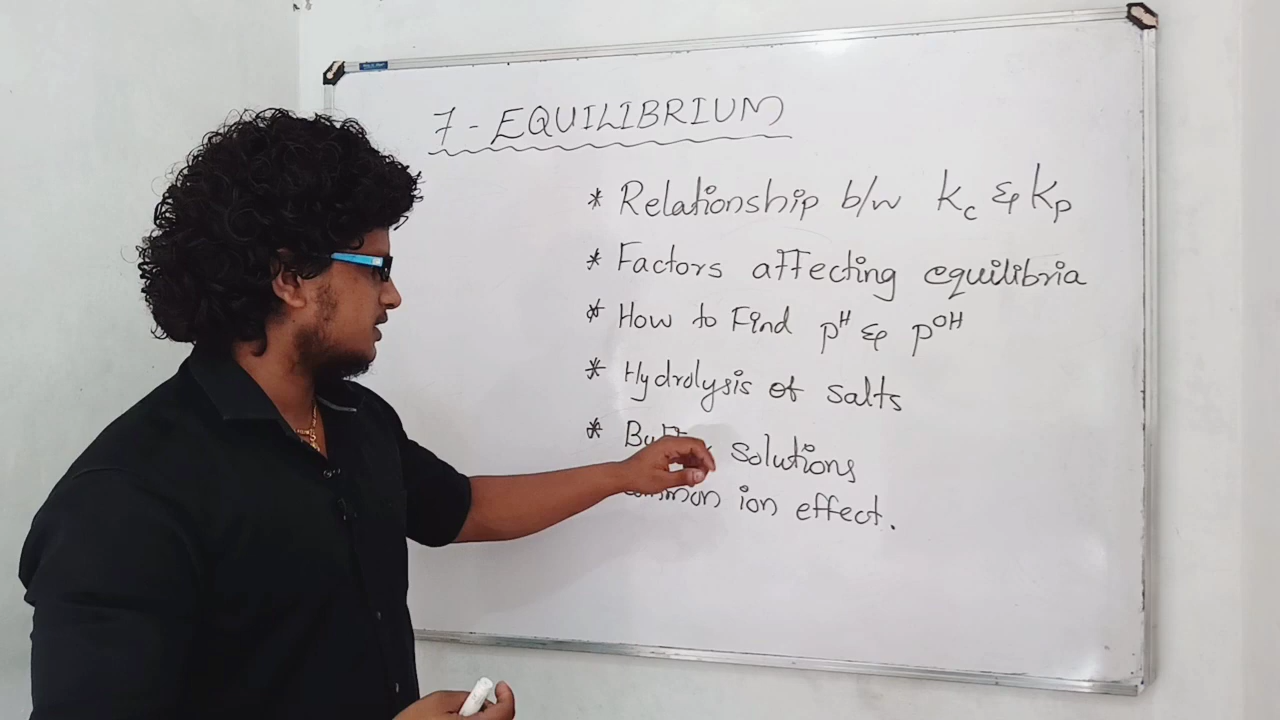 7 - EQUILIBRIUM
* Relationship b/w Kc & Kp
* Factors affecting equilibria
* How to Find pH & pOH
* Hydrolysis of salts
* solutions
ion effect.